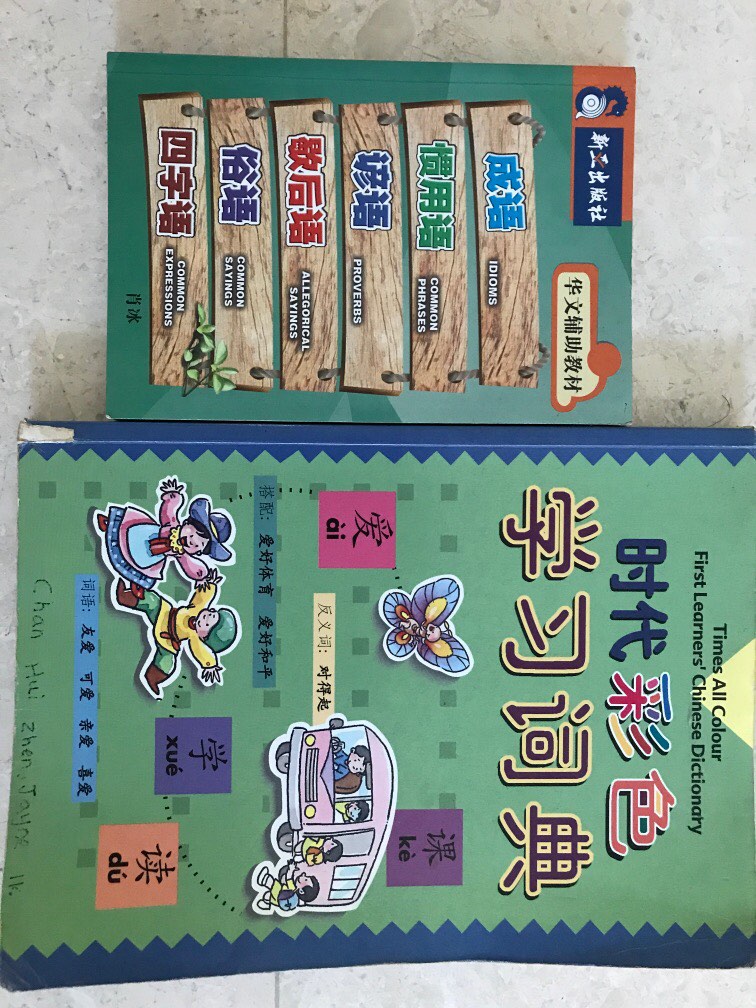 新亚出版社
华文辅助教材
成语
IDIOMS
惯用语
COMMON
PHRASES
谚语
PROVERBS
歇后语
ALLEGORICAL
SAYINGS
俗语
COMMON
SAYINGS
四字语
COMMON
EXPRESSIONS
肖冰
Times All Colour
First Learners' Chinese Dictionary
时代彩色
学习词典
爱
ài
课
kè
反义词：对得起
搭配：爱好体育 爱好和平
学
xué
词语：友爱 可爱 亲爱 喜爱
读
dú
Chan Hui Zhen, Jayce 1k.